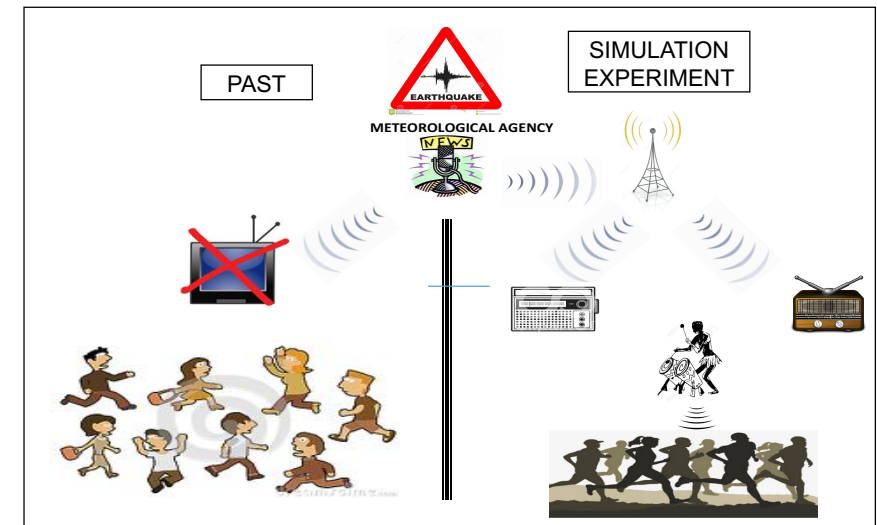 PAST
EARTHQUAKE
SIMULATION
EXPERIMENT
METEOROLOGICAL AGENCY
NEWS